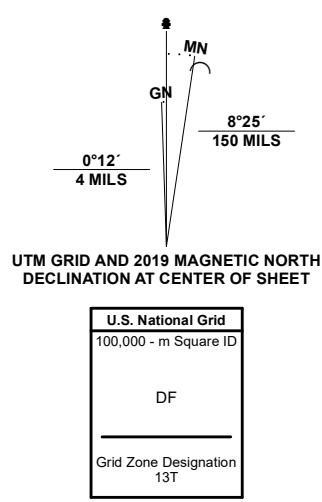 MN
GN
8°25´
150 MILS
0°12´
4 MILS
UTM GRID AND 2019 MAGNETIC NORTH
DECLINATION AT CENTER OF SHEET
U.S. National Grid
100,000 - m Square ID
DF
Grid Zone Designation
13T